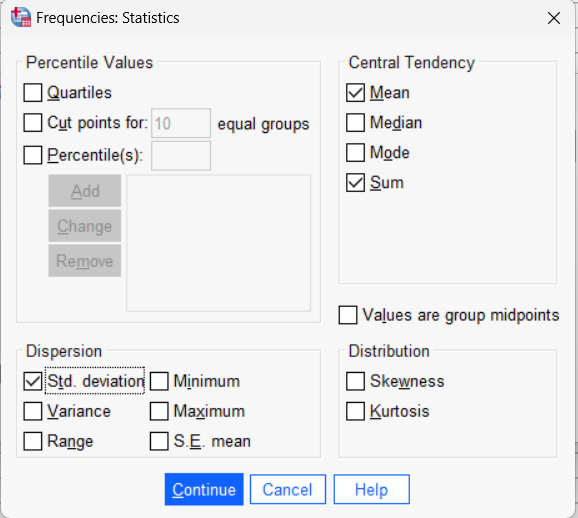 Frequencies: Statistics
Percentile Values
Quartiles
Cut points for: 10 equal groups
Percentile(s):
Add
Change
Remove
Central Tendency
Mean
Median
Mode
Sum
Values are group midpoints
Dispersion
Std. deviation Minimum
Variance Maximum
Range S.E. mean
Distribution
Skewness
Kurtosis
Continue Cancel Help